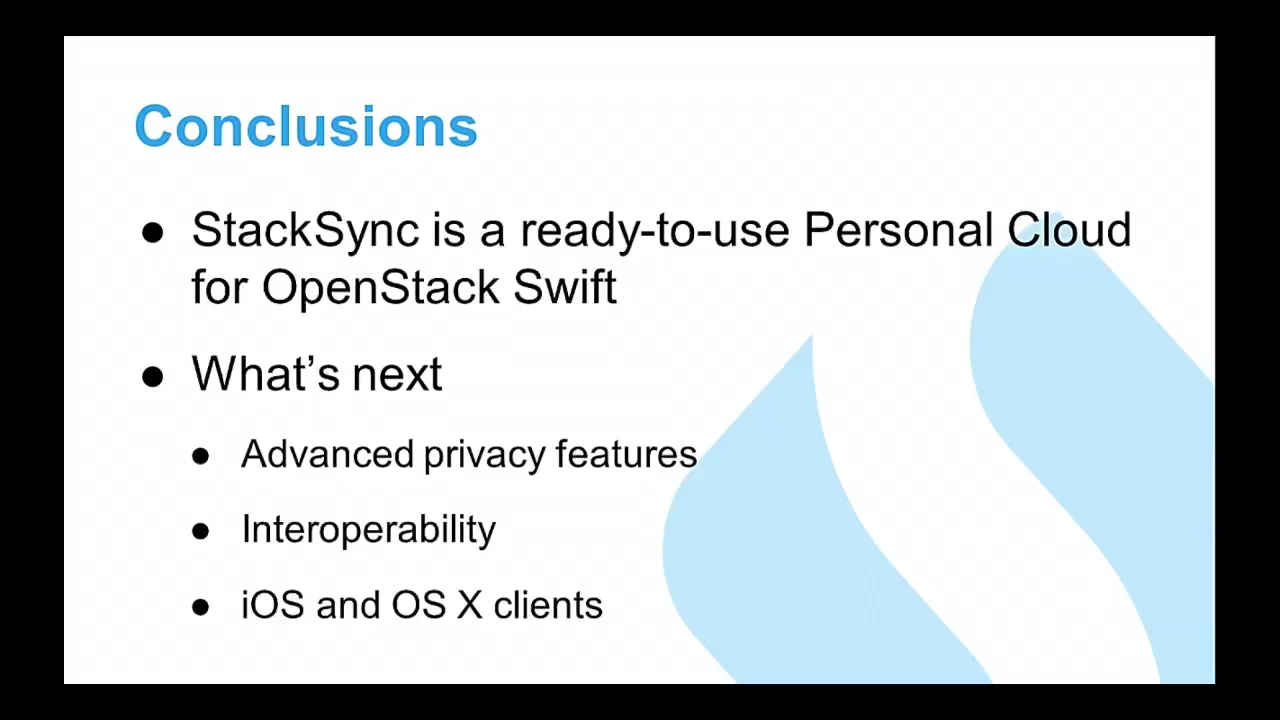 Conclusions
● StackSync is a ready-to-use Personal Cloud
for OpenStack Swift
● What’s next
● Advanced privacy features
● Interoperability
● iOS and OS X clients